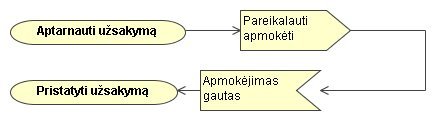 Aptarnauti užsakymą
Pareikalauti
apmokėti
Pristatyti užsakymą
Apmokėjimas
gautas